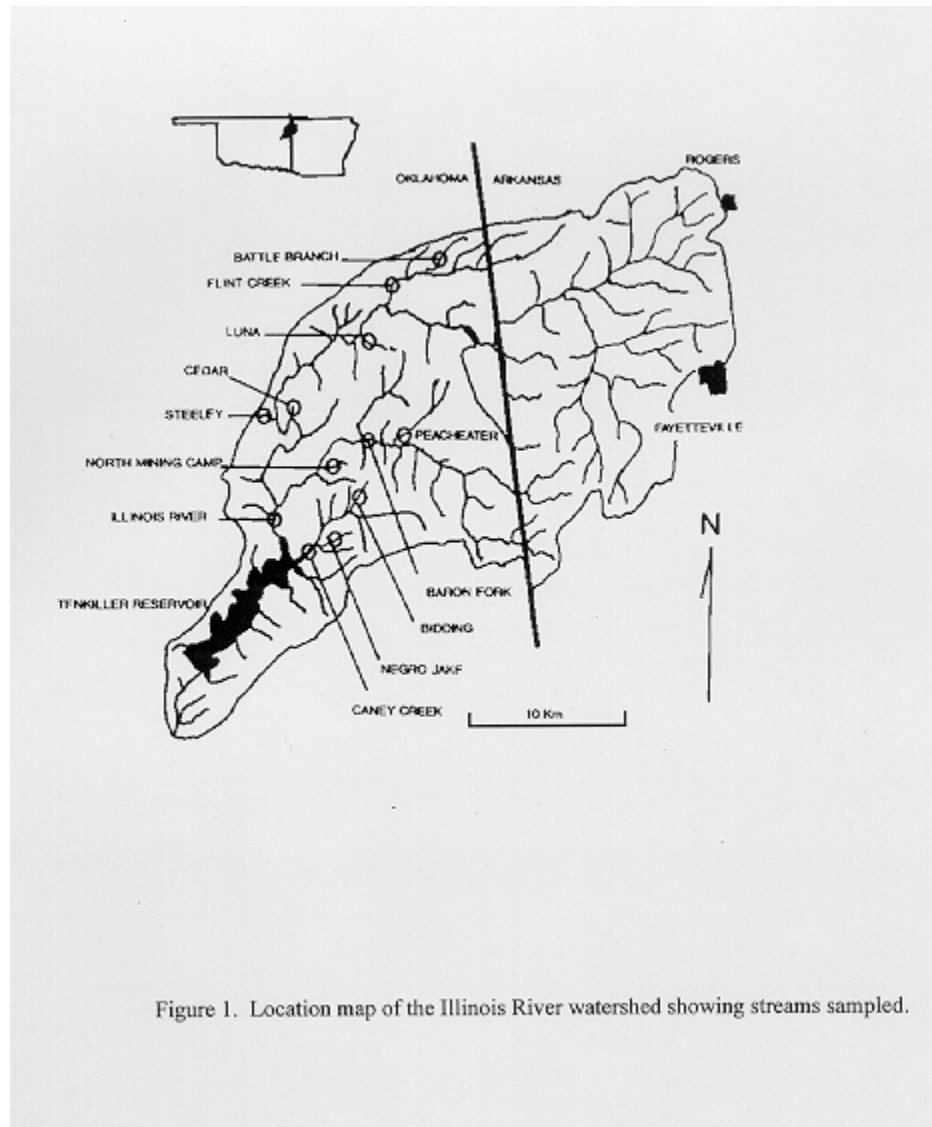 ROGERS
OKLAHOMA ARKANSAS
BATTLE BRANCH
FLINT CREEK
LUNA
CEDAR
STEELEY
FAYETTEVILLE
PEACHEATER
NORTH MINING CAMP
ILLINOIS RIVER
N
BARON FORK
TENKILLER RESERVOIR
BIDDING
NEGRO JAKE
CANEY CREEK
10 Km
Figure 1. Location map of the Illinois River watershed showing streams sampled.